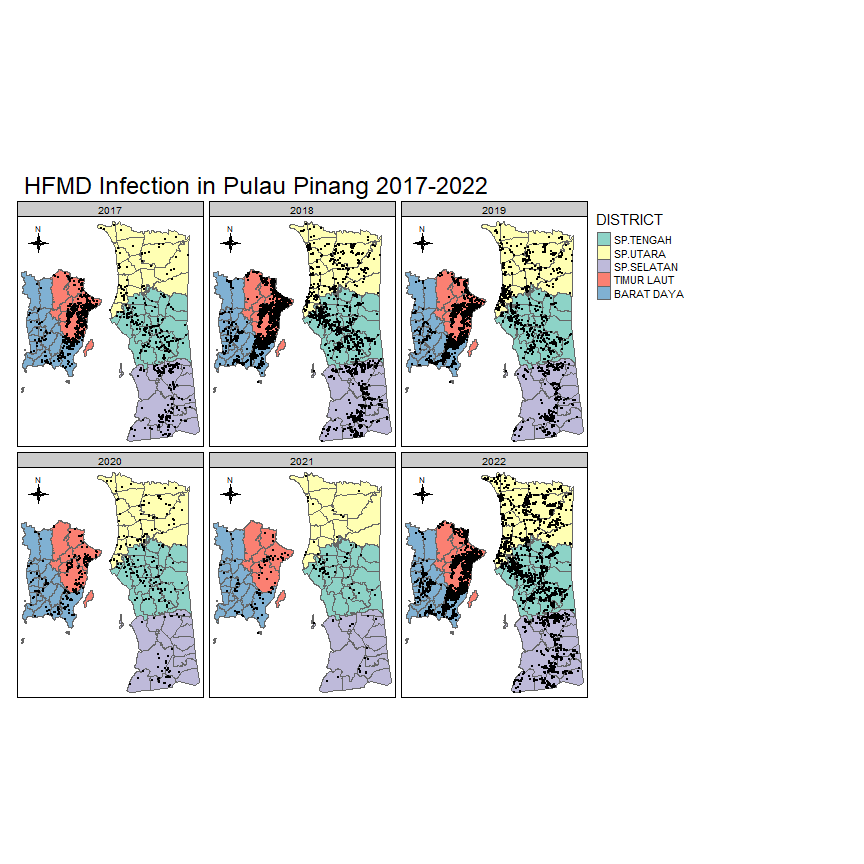 HFMD Infection in Pulau Pinang 2017-2022
2017
2018
2019
N
N
N
DISTRICT
SP.TENGAH
SP.UTARA
SP.SELATAN
TIMUR LAUT
BARAT DAYA
2020
2021
2022
N
N
N